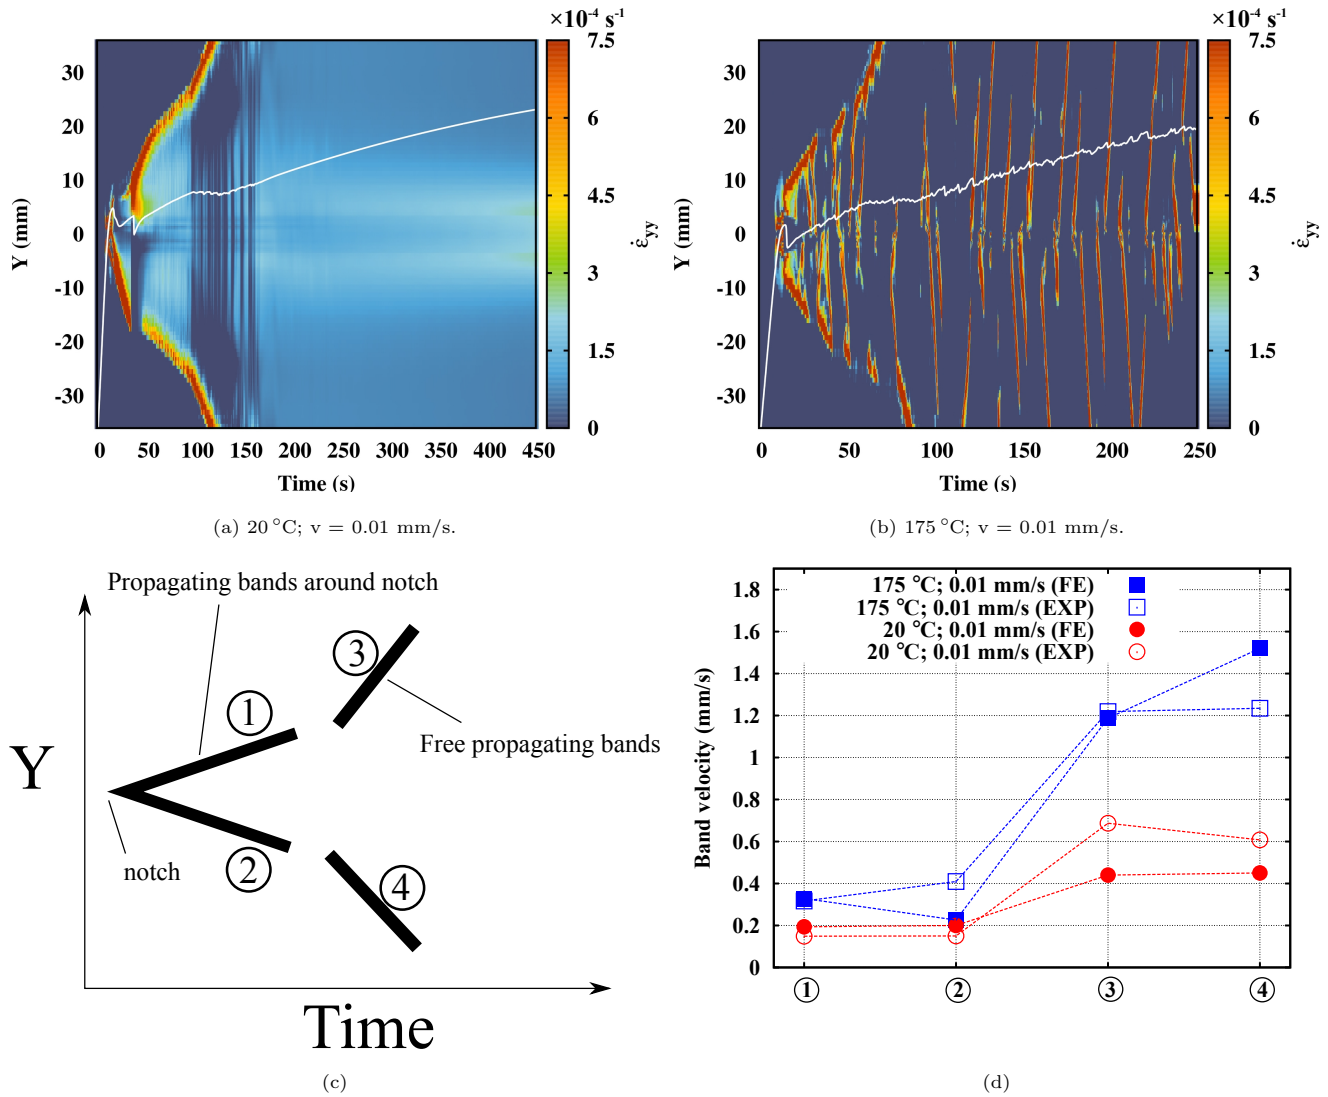 ×10⁻⁴ s⁻¹
7.5
6
4.5
3
1.5
0
ε̇yy
30
20
10
0
-10
-20
-30
Y (mm)
0 50 100 150 200 250 300 350 400 450
Time (s)
(a) 20 °C; v = 0.01 mm/s.
×10⁻⁴ s⁻¹
7.5
6
4.5
3
1.5
0
ε̇yy
30
20
10
0
-10
-20
-30
Y (mm)
0 50 100 150 200 250
Time (s)
(b) 175 °C; v = 0.01 mm/s.
Propagating bands around notch
1
2
3
4
Free propagating bands
notch
Y
Time
(c)
175 °C; 0.01 mm/s (FE)
175 °C; 0.01 mm/s (EXP)
20 °C; 0.01 mm/s (FE)
20 °C; 0.01 mm/s (EXP)
1.8
1.6
1.4
1.2
1
0.8
0.6
0.4
0.2
0
Band velocity (mm/s)
① ② ③ ④
(d)